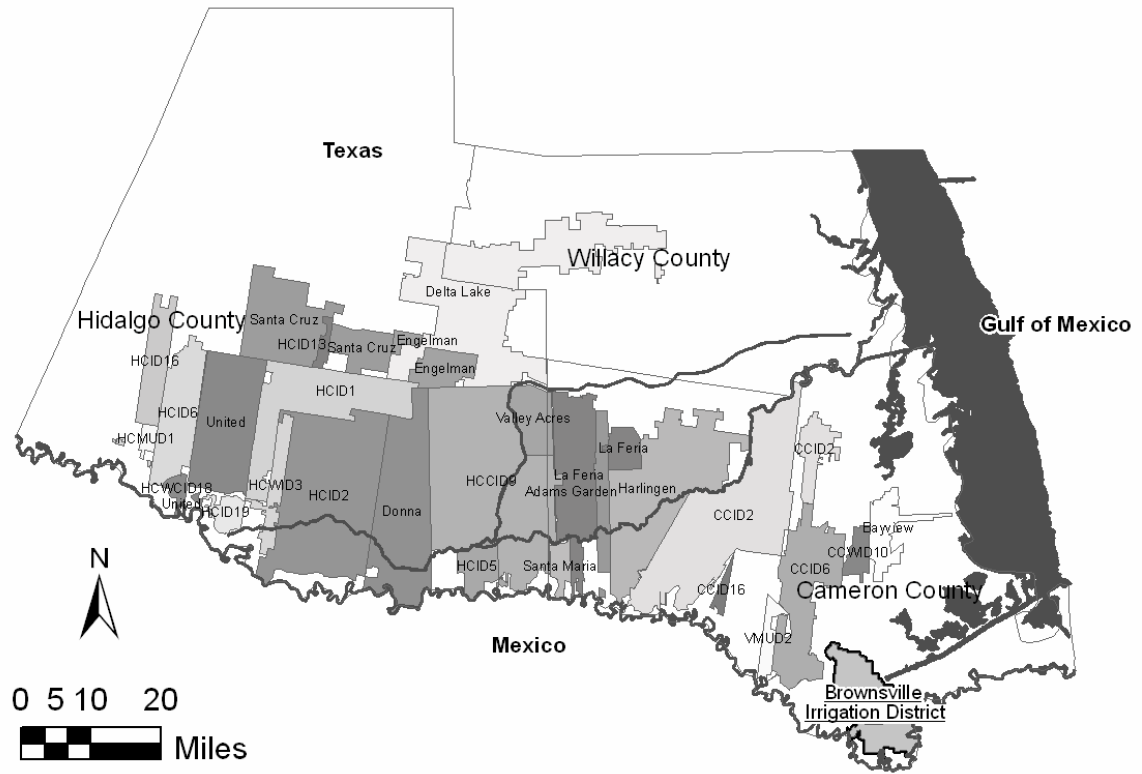 Texas
Willacy County
Delta Lake
Gulf of Mexico
Hidalgo County
Santa Cruz
HCID13
Santa Cruz
Engelman
Engelman
HCID16
HCID1
HCID6
United
Valley Acres
HCMUD1
La Feria
CCID2
HCWCID18
United
HCWID3
HCID2
HCCID9
La Feria
Adams Garden
Harlingen
HCID19
Donna
CCID2
Eayview
CCWID10
HCID5
Santa Maria
CCID6
CCID16
Cameron County
N
Mexico
VMUD2
Brownsville
Irrigation District
0 5 10 20
Miles